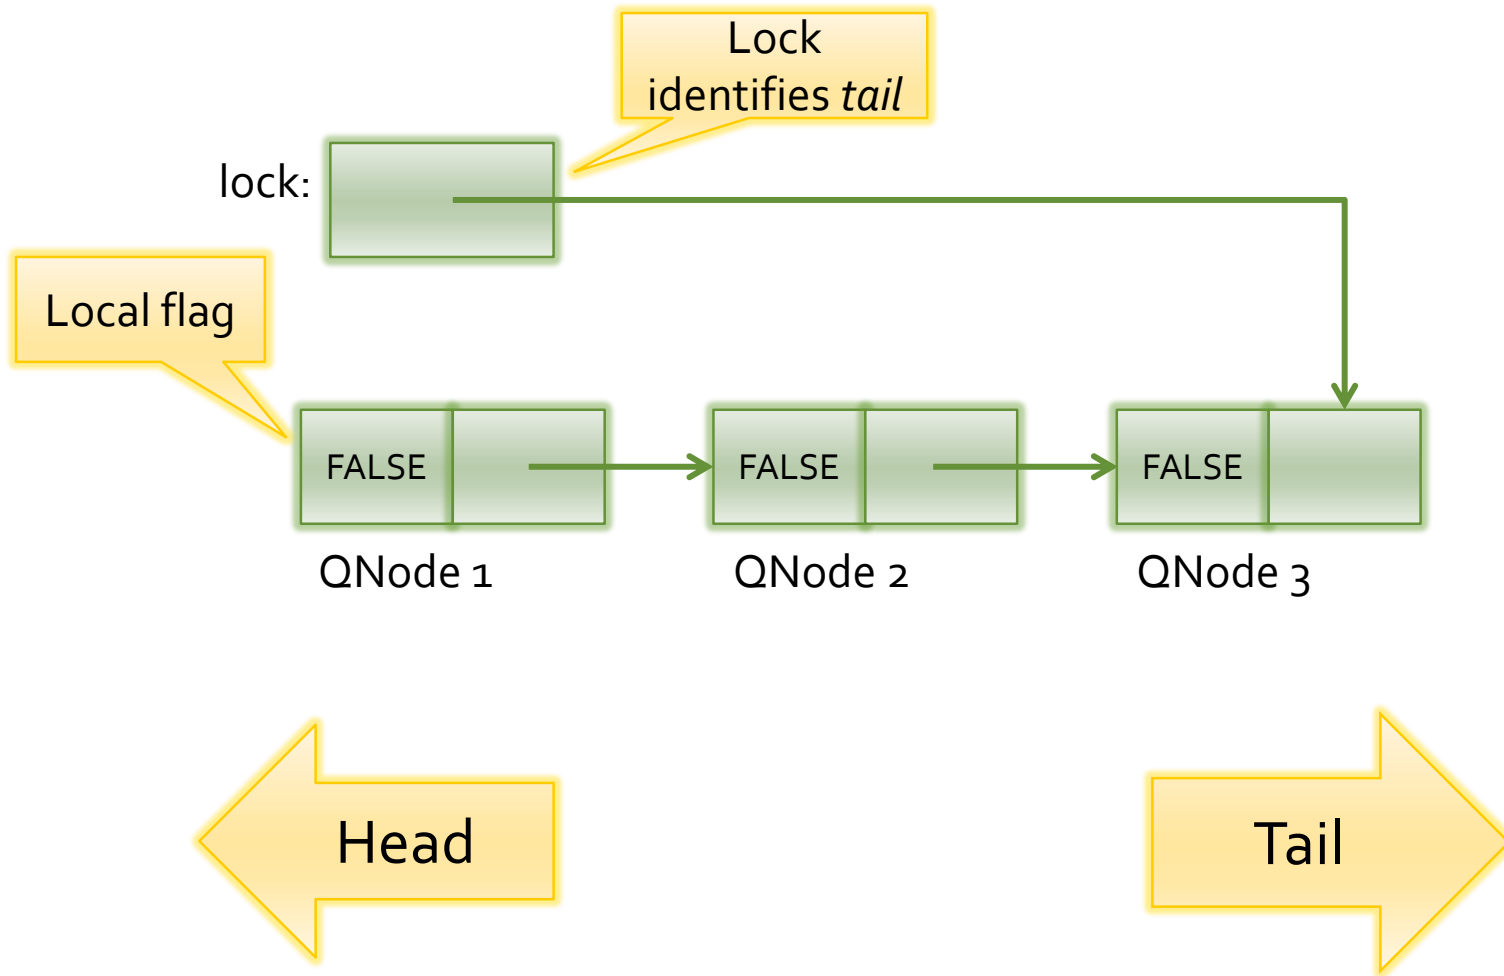 Lock
identifies tail
lock:
Local flag
FALSE
FALSE
FALSE
QNode 1
QNode 2
QNode 3
Head
Tail